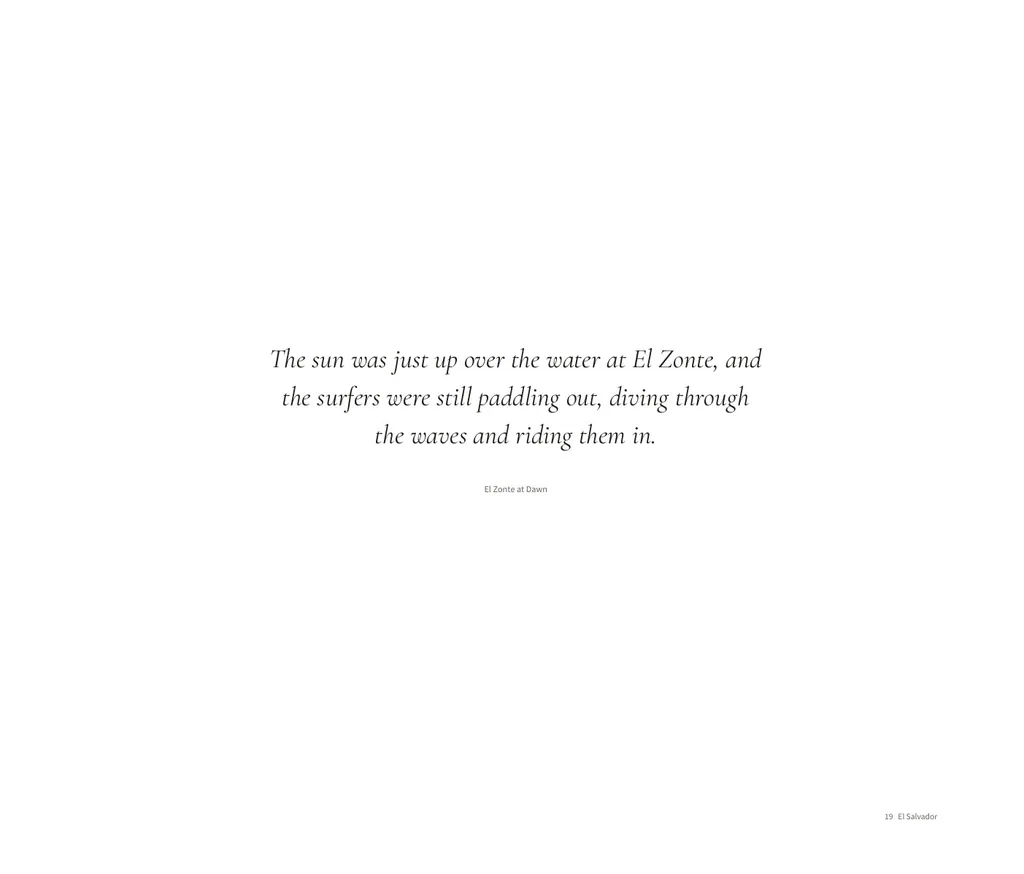 The sun was just up over the water at El Zonte, and
the surfers were still paddling out, diving through
the waves and riding them in.
El Zonte at Dawn
19 El Salvador